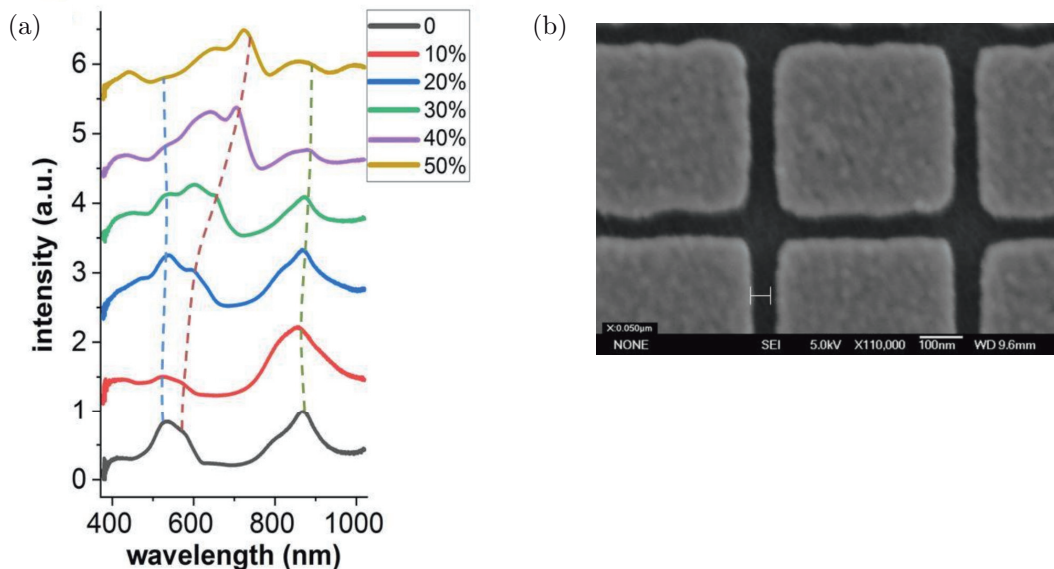 (a)
intensity (a.u.)
6
5
4
3
2
1
0
400 600 800 1000
wavelength (nm)
0
10%
20%
30%
40%
50%
(b)
X:0.050µm
NONE SEI 5.0kV X110,000 100nm WD 9.6mm